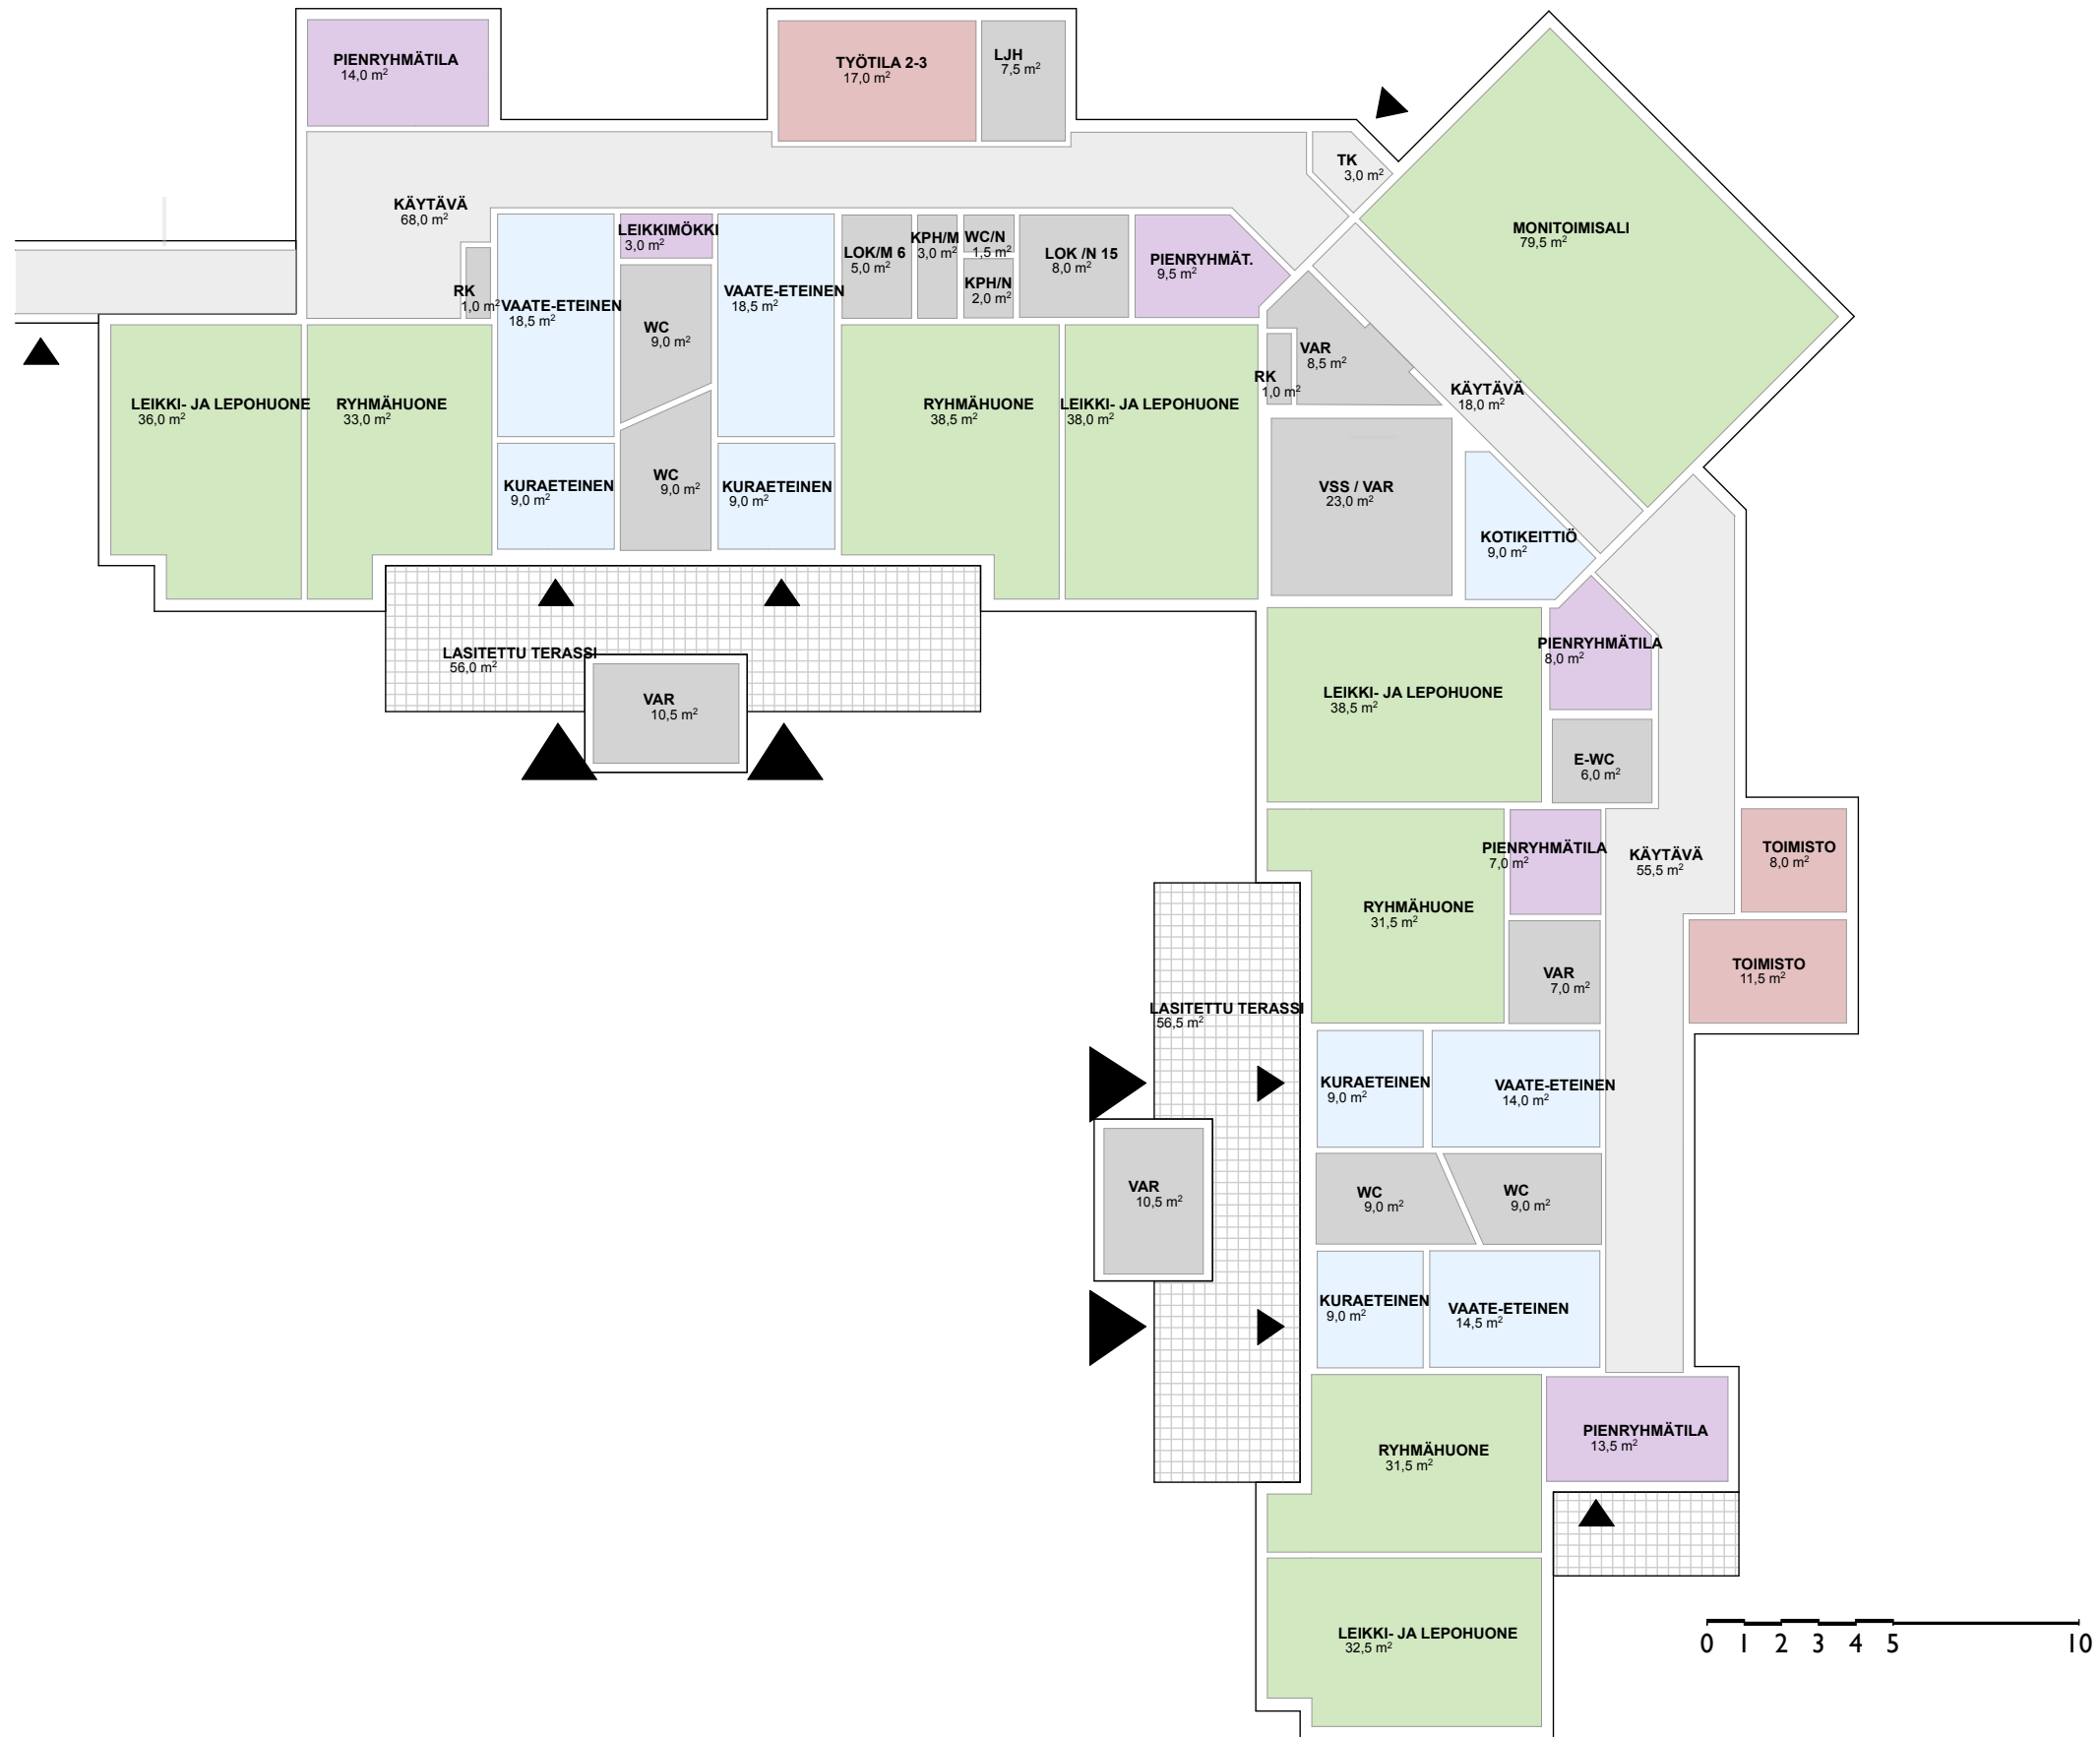 PIENRYHMÄTILA
14,0 m²
TYÖTILA 2-3
17,0 m²
LJH
7,5 m²
TK
3,0 m²
MONITOIMISALI
79,5 m²
KÄYTÄVÄ
68,0 m²
LEIKKIMÖKKI
3,0 m²
LOK/M 6
5,0 m²
KPH/M
3,0 m²
WC/N
1,5 m²
KPH/N
2,0 m²
LOK /N 15
8,0 m²
PIENRYHMÄT.
9,5 m²
RK
1,0 m²
VAATE-ETEINEN
18,5 m²
WC
9,0 m²
VAATE-ETEINEN
18,5 m²
VAR
8,5 m²
RK
1,0 m²
KÄYTÄVÄ
18,0 m²
LEIKKI- JA LEPOHUONE
36,0 m²
RYHMÄHUONE
33,0 m²
RYHMÄHUONE
38,5 m²
LEIKKI- JA LEPOHUONE
38,0 m²
KURAETEINEN
9,0 m²
WC
9,0 m²
KURAETEINEN
9,0 m²
VSS / VAR
23,0 m²
KOTIKEITTIÖ
9,0 m²
LASITETTU TERASSI
56,0 m²
VAR
10,5 m²
PIENRYHMÄTILA
8,0 m²
LEIKKI- JA LEPOHUONE
38,5 m²
E-WC
6,0 m²
PIENRYHMÄTILA
7,0 m²
KÄYTÄVÄ
55,5 m²
TOIMISTO
8,0 m²
RYHMÄHUONE
31,5 m²
VAR
7,0 m²
TOIMISTO
11,5 m²
LASITETTU TERASSI
56,5 m²
KURAETEINEN
9,0 m²
VAATE-ETEINEN
14,0 m²
VAR
10,5 m²
WC
9,0 m²
WC
9,0 m²
KURAETEINEN
9,0 m²
VAATE-ETEINEN
14,5 m²
RYHMÄHUONE
31,5 m²
PIENRYHMÄTILA
13,5 m²
LEIKKI- JA LEPOHUONE
32,5 m²
0 1 2 3 4 5 10